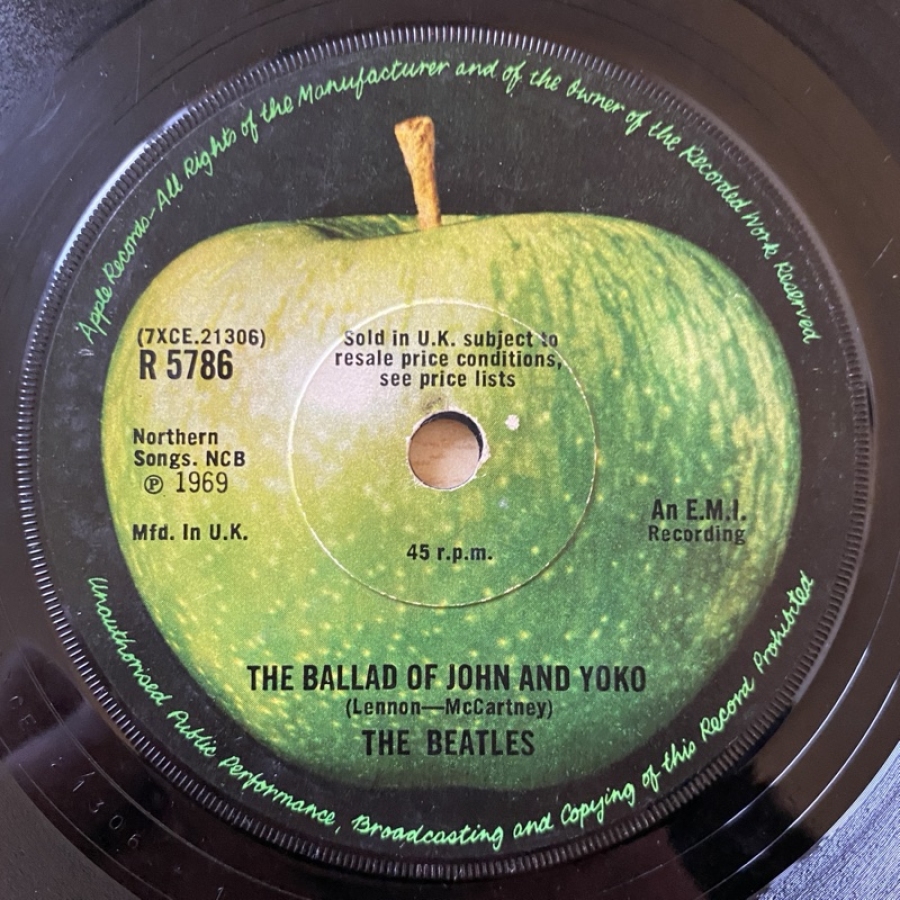 Apple Records—All Rights of the Manufacturer and of the Owner of the Recorded Work Reserved
(7XCE.21306)
R 5786
Sold in U.K. subject to
resale price conditions,
see price lists
Northern
Songs. NCB
℗ 1969
Mfd. In U.K.
An E.M.I.
Recording
45 r.p.m.
THE BALLAD OF JOHN AND YOKO
(Lennon—McCartney)
THE BEATLES
Unauthorised Public Performance, Broadcasting and Copying of this Record Prohibited